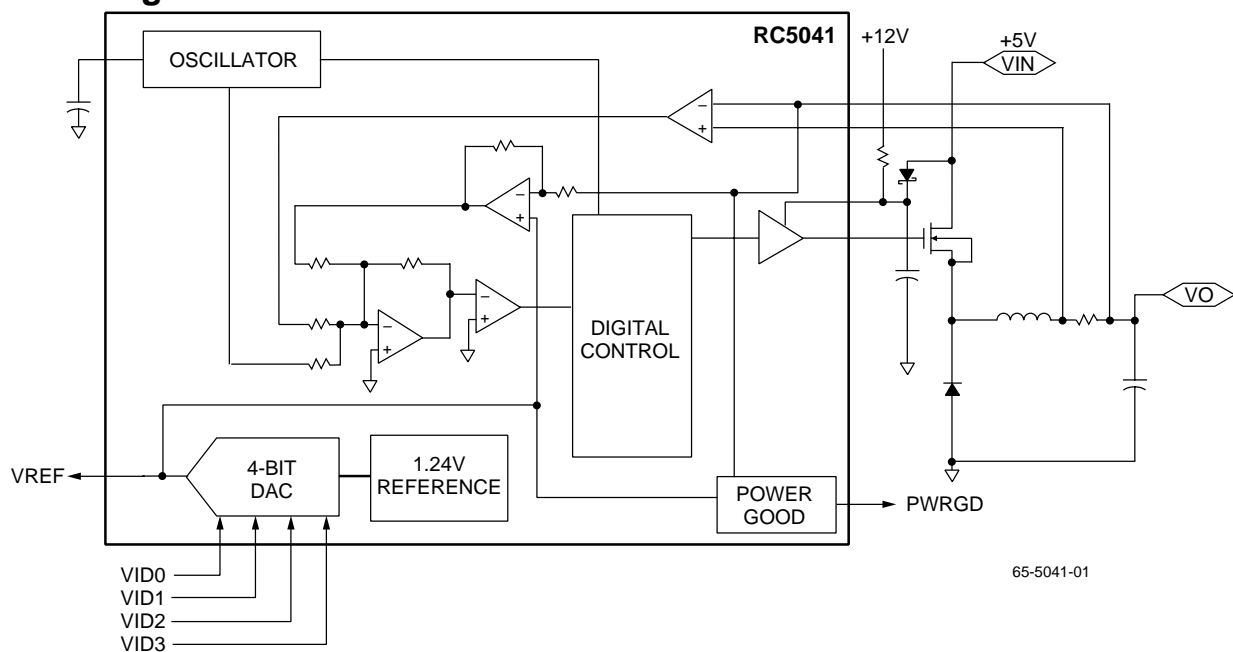 RC5041
+12V
+5V
VIN
OSCILLATOR
−
+
−
+
−
+
−
+
DIGITAL
CONTROL
VO
VREF
4-BIT
DAC
1.24V
REFERENCE
POWER
GOOD
PWRGD
VID0
VID1
VID2
VID3
65-5041-01